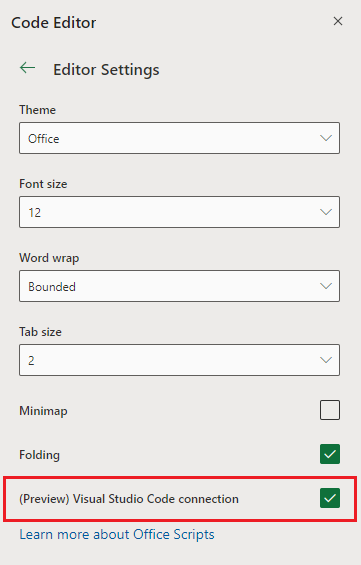 Code Editor
Editor Settings
Theme
Office
Font size
12
Word wrap
Bounded
Tab size
2
Minimap
Folding
(Preview) Visual Studio Code connection
Learn more about Office Scripts